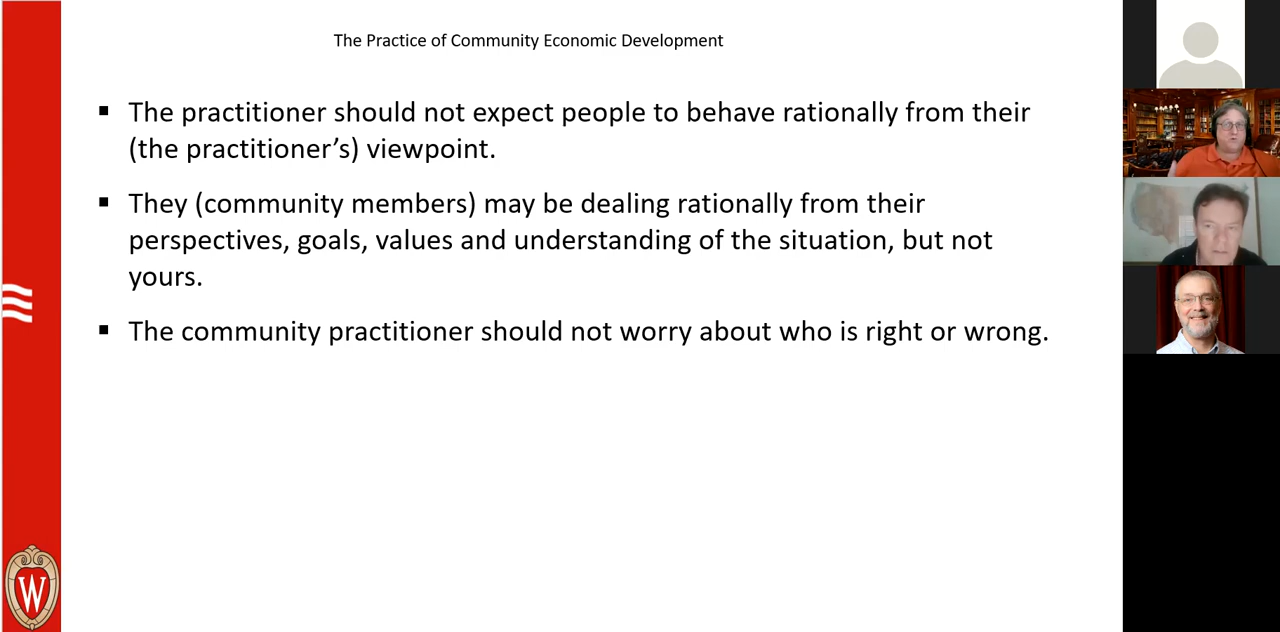 The Practice of Community Economic Development
▪ The practitioner should not expect people to behave rationally from their
(the practitioner’s) viewpoint.
▪ They (community members) may be dealing rationally from their
perspectives, goals, values and understanding of the situation, but not
yours.
▪ The community practitioner should not worry about who is right or wrong.
W